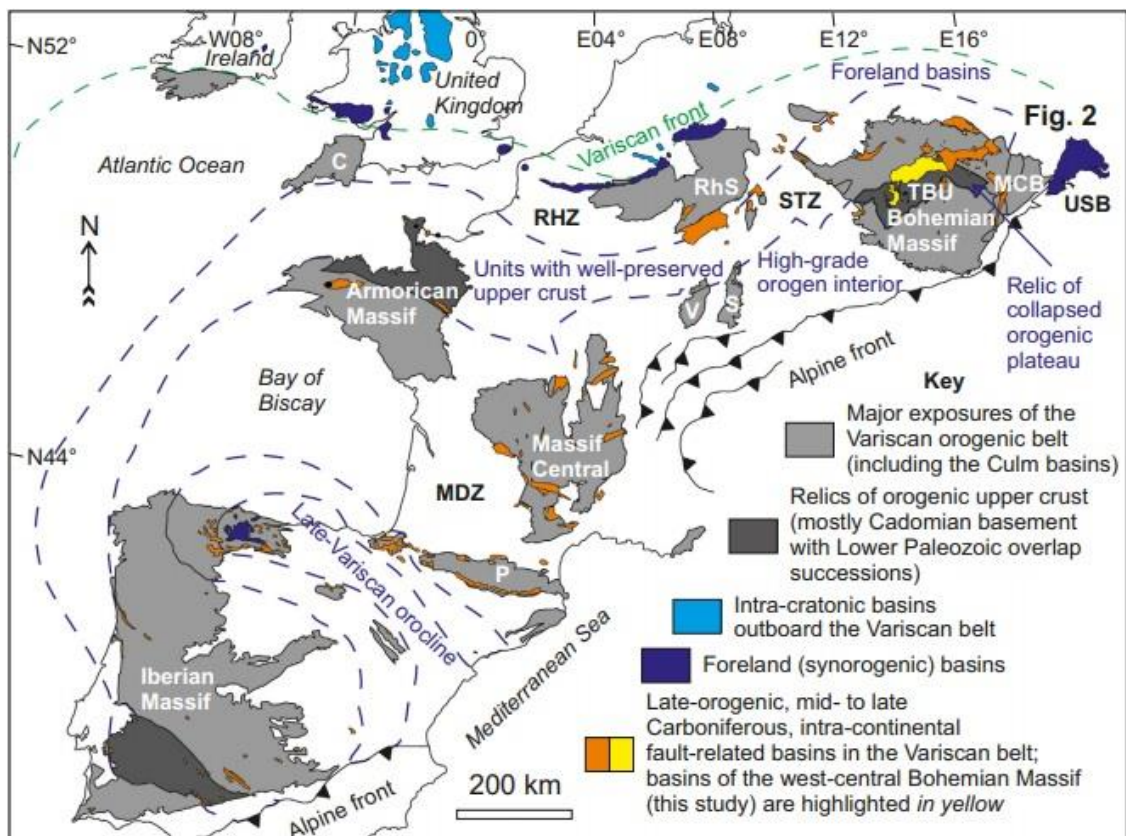 N52°
W08°
0°
E04°
E08°
E12°
E16°
Ireland
United
Kingdom
Foreland basins
Fig. 2
Variscan front
Atlantic Ocean
C
RhS
TBU
MCB
RHZ
STZ
Bohemian
Massif
USB
N
Units with well-preserved
upper crust
High-grade
orogen interior
Relic of
collapsed
orogenic
plateau
Armorican
Massif
V
S
Alpine front
Bay of
Biscay
Massif
Central
N44°
MDZ
Late-Variscan orocline
P
Iberian
Massif
Mediterranean Sea
Alpine front
200 km
Key
Major exposures of the
Variscan orogenic belt
(including the Culm basins)
Relics of orogenic upper crust
(mostly Cadomian basement
with Lower Paleozoic overlap
successions)
Intra-cratonic basins
outboard the Variscan belt
Foreland (synorogenic) basins
Late-orogenic, mid- to late
Carboniferous, intra-continental
fault-related basins in the Variscan belt;
basins of the west-central Bohemian Massif
(this study) are highlighted in yellow